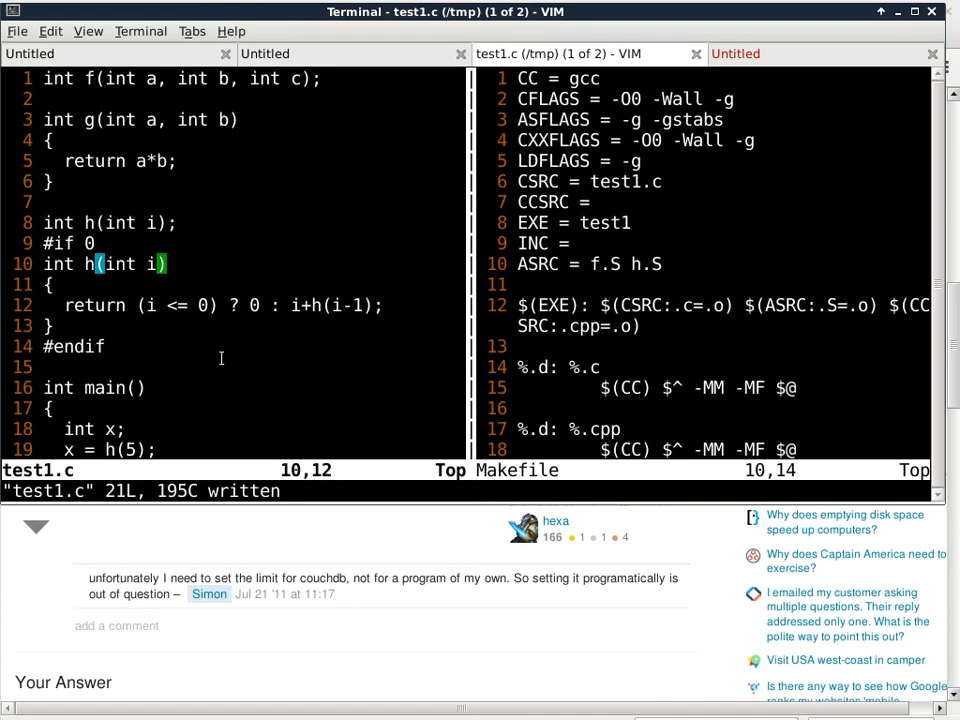 Terminal - test1.c (/tmp) (1 of 2) - VIM
File Edit View Terminal Tabs Help
Untitled
Untitled
test1.c (/tmp) (1 of 2) - VIM
Untitled
1 int f(int a, int b, int c);
2
3 int g(int a, int b)
4 {
5   return a*b;
6 }
7
8 int h(int i);
9 #if 0
10 int h(int i)
11 {
12   return (i <= 0) ? 0 : i+h(i-1);
13 }
14 #endif
15
16 int main()
17 {
18   int x;
19   x = h(5);
test1.c 10,12 Top
1 CC = gcc
2 CFLAGS = -O0 -Wall -g
3 ASFLAGS = -g -gstabs
4 CXXFLAGS = -O0 -Wall -g
5 LDFLAGS = -g
6 CSRC = test1.c
7 CCSRC =
8 EXE = test1
9 INC =
10 ASRC = f.S h.S
11
12 $(EXE): $(CSRC:.c=.o) $(ASRC:.S=.o) $(CC
SRC:.cpp=.o)
13
14 %.d: %.c
15         $(CC) $^ -MM -MF $@
16
17 %.d: %.cpp
18         $(CC) $^ -MM -MF $@
Makefile 10,14 Top
"test1.c" 21L, 195C written
hexa
166 1 1 4
unfortunately I need to set the limit for couchdb, not for a program of my own. So setting it programatically is
out of question – Simon Jul 21 '11 at 11:17
add a comment
Your Answer
Why does emptying disk space
speed up computers?
Why does Captain America need to
exercise?
I emailed my customer asking
multiple questions. Their reply
addressed only one. What is the
polite way to point this out?
Visit USA west-coast in camper
Is there any way to see how Google
ranks my websites 'mobile